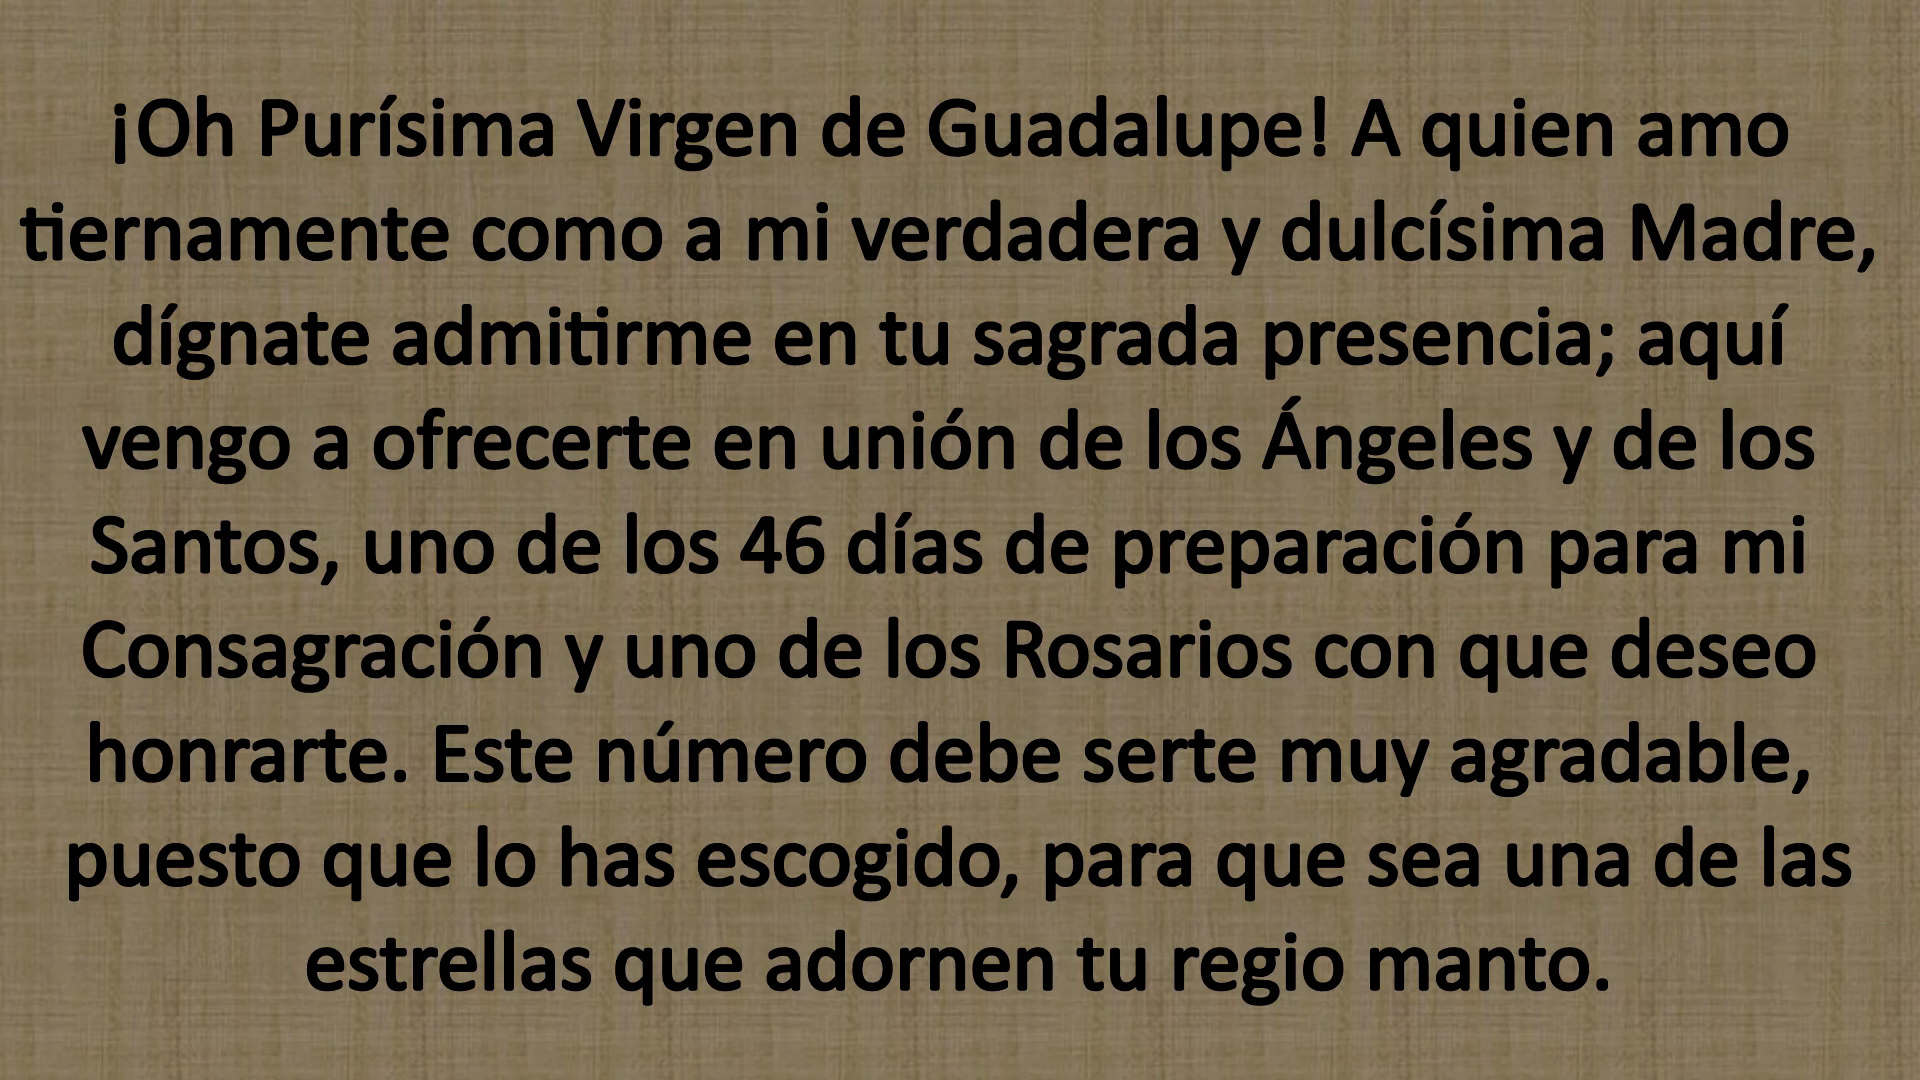 ¡Oh Purísima Virgen de Guadalupe! A quien amo
tiernamente como a mi verdadera y dulcísima Madre,
dígnate admitirme en tu sagrada presencia; aquí
vengo a ofrecerte en unión de los Ángeles y de los
Santos, uno de los 46 días de preparación para mi
Consagración y uno de los Rosarios con que deseo
honrarte. Este número debe serte muy agradable,
puesto que lo has escogido, para que sea una de las
estrellas que adornen tu regio manto.